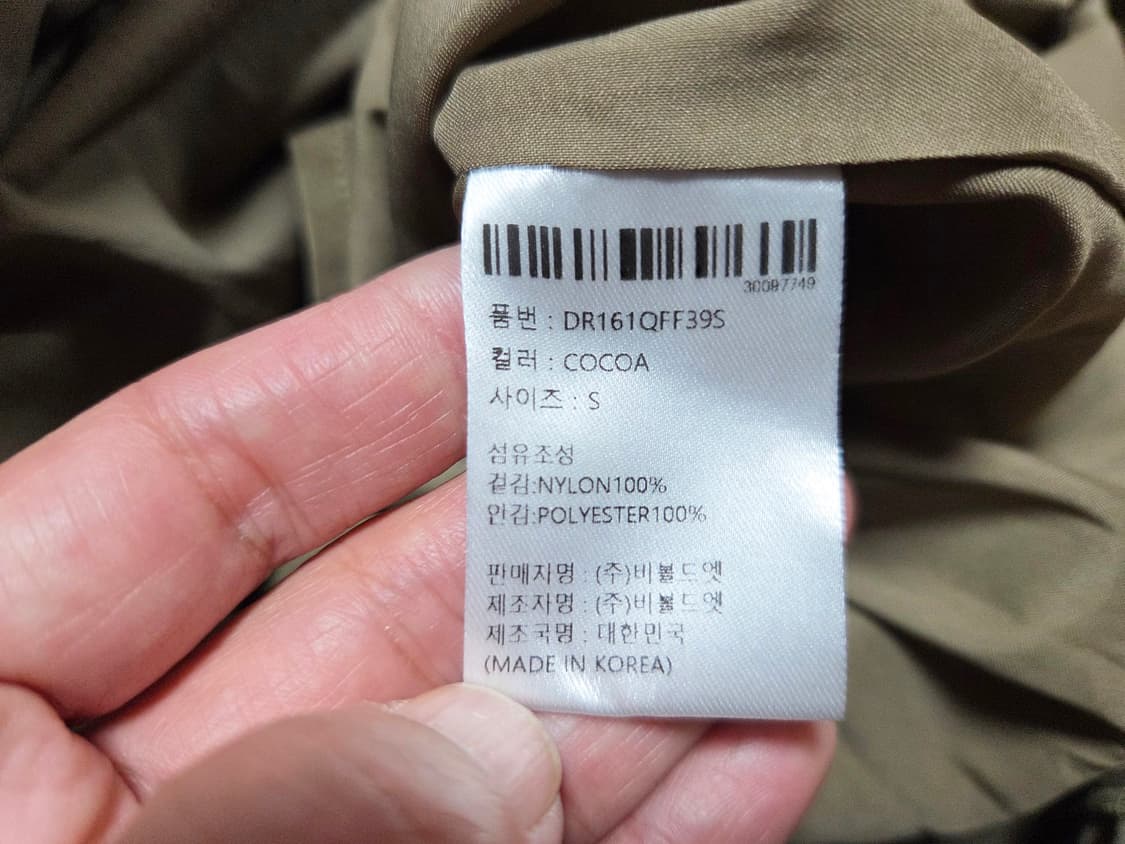 30087749
품번 : DR161QFF39S
컬러 : COCOA
사이즈 : S
섬유조성
겉감:NYLON100%
안감:POLYESTER100%
판매자명 : (주)비볼드엣
제조자명 : (주)비볼드엣
제조국명 : 대한민국
(MADE IN KOREA)